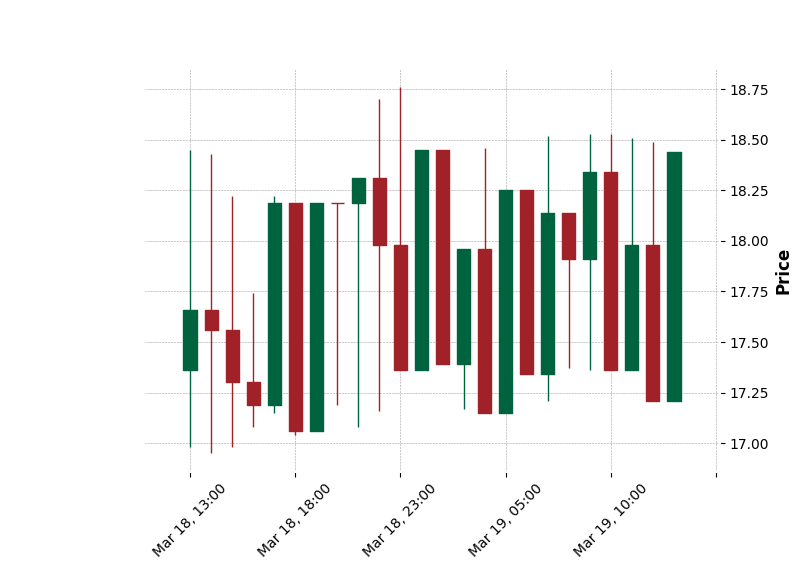 18.75
18.50
18.25
18.00
17.75
17.50
17.25
17.00
Price
Mar 18, 13:00
Mar 18, 18:00
Mar 18, 23:00
Mar 19, 05:00
Mar 19, 10:00